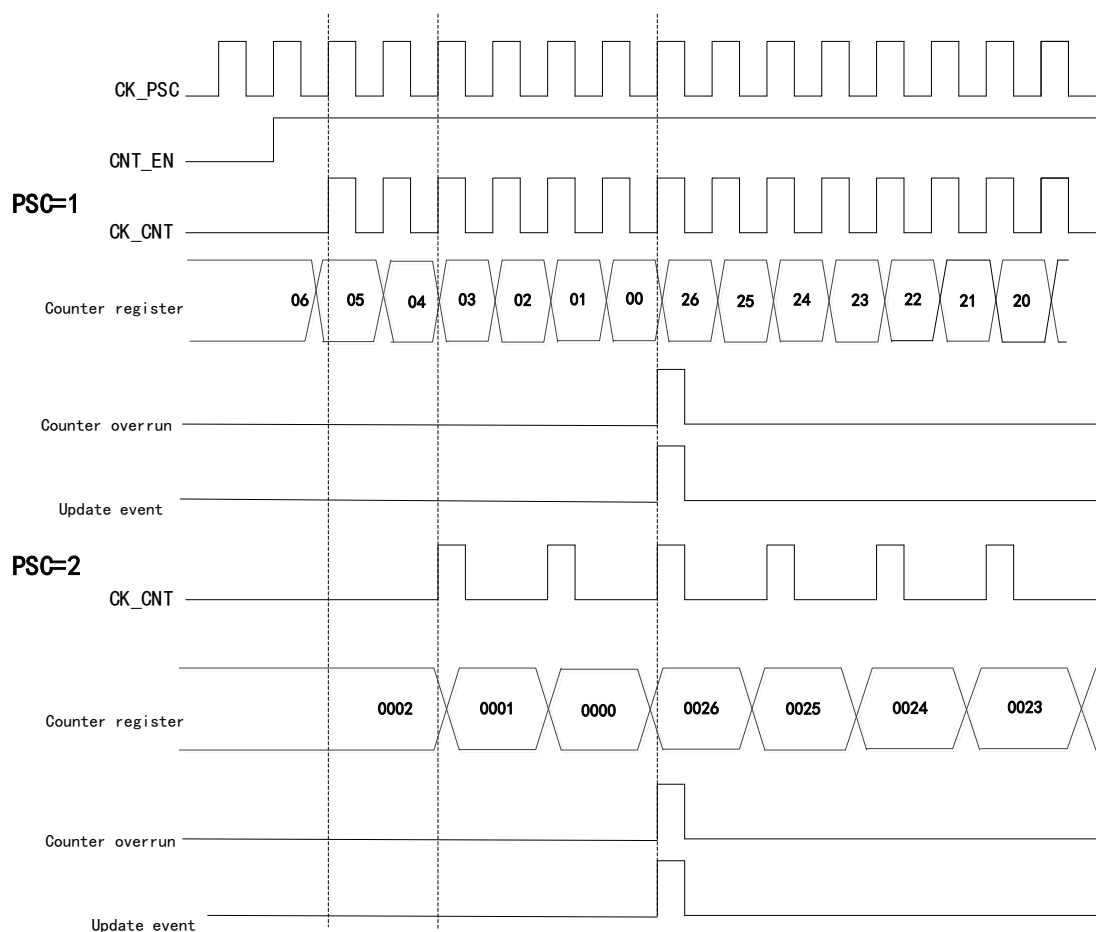 CK_PSC
CNT_EN
PSC=1
CK_CNT
Counter register 06 05 04 03 02 01 00 26 25 24 23 22 21 20
Counter overrun
Update event
PSC=2
CK_CNT
Counter register 0002 0001 0000 0026 0025 0024 0023
Counter overrun
Update event